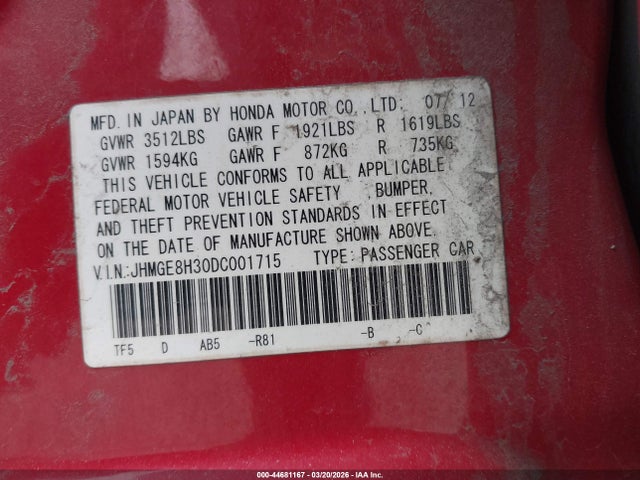 MFD. IN JAPAN BY HONDA MOTOR CO., LTD: 07/12
GVWR 3512LBS GAWR F 1921LBS R 1619LBS
GVWR 1594KG GAWR F 872KG R 735KG
THIS VEHICLE CONFORMS TO ALL APPLICABLE
FEDERAL MOTOR VEHICLE SAFETY, BUMPER,
AND THEFT PREVENTION STANDARDS IN EFFECT
ON THE DATE OF MANUFACTURE SHOWN ABOVE.
V.I.N.:JHMGE8H30DC001715 TYPE: PASSENGER CAR
TF5 D AB5 -R81 -B -C
000-44681167 - 03/20/2026 - IAA Inc.